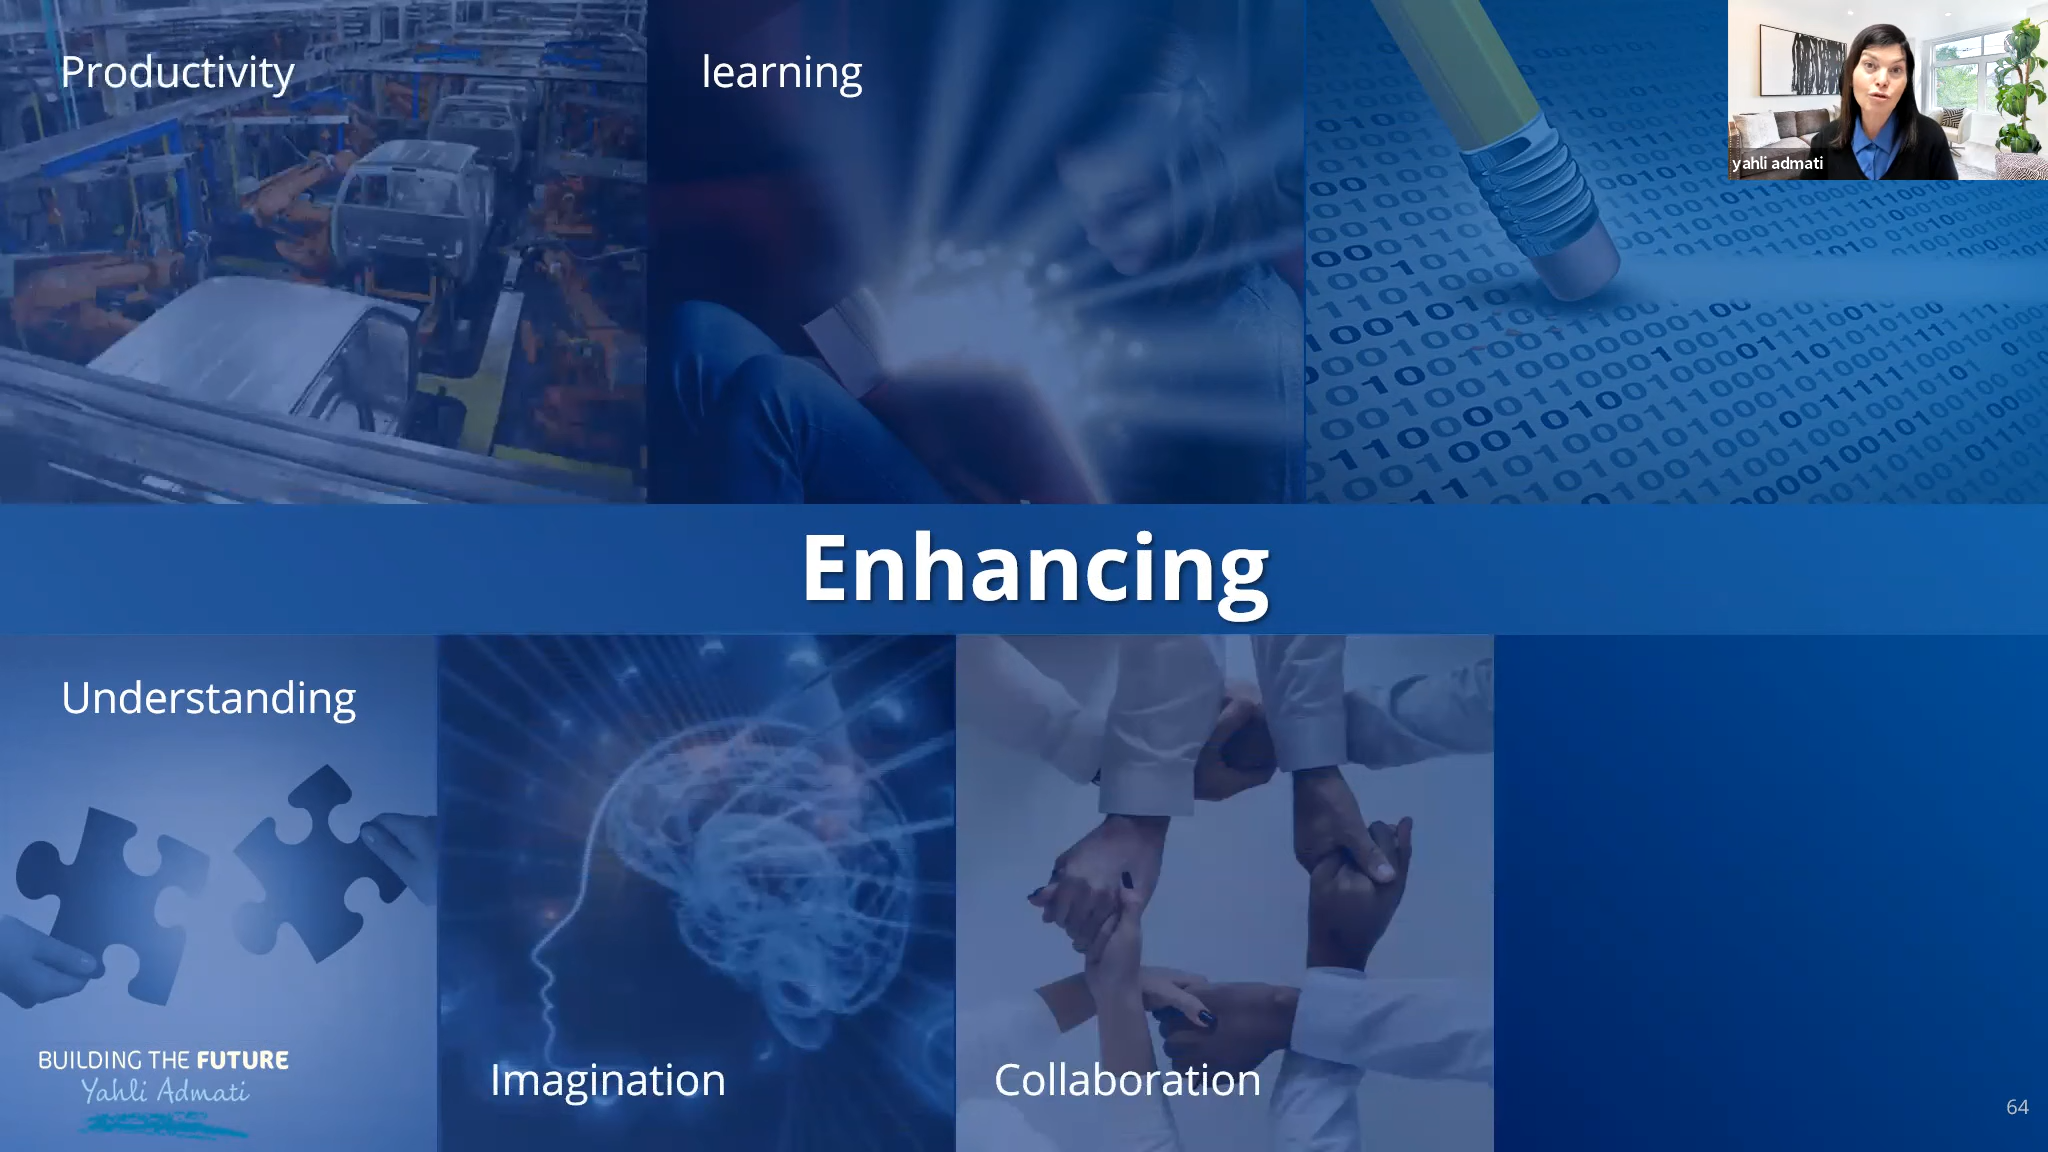 Productivity
learning
yahli admati
Enhancing
Understanding
Imagination
Collaboration
BUILDING THE FUTURE
Yahli Admati
64